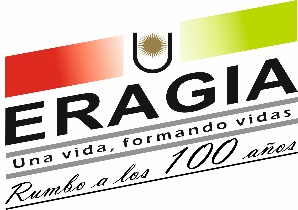 ERAGIA
Una vida, formando vidas
Rumbo a los 100 años